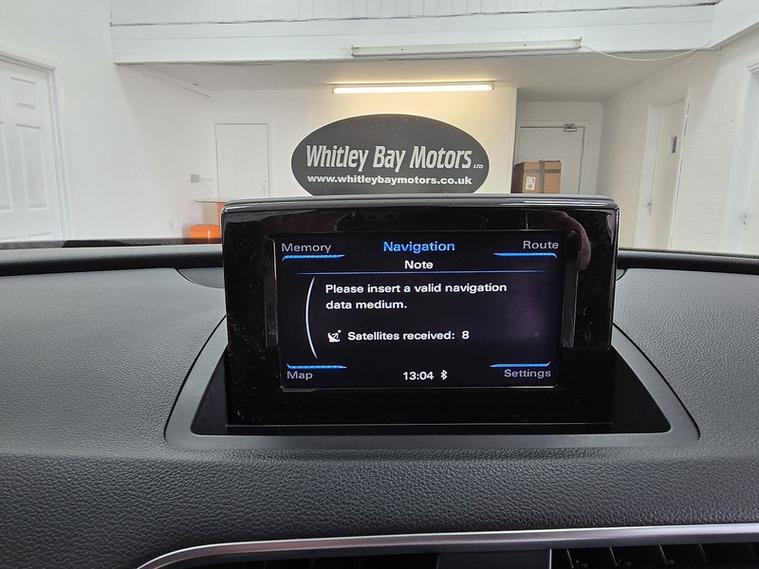 Whitley Bay Motors LTD
www.whitleybaymotors.co.uk
Memory Navigation Route
Note
Please insert a valid navigation
data medium.
Satellites received: 8
Map 13:04 Settings